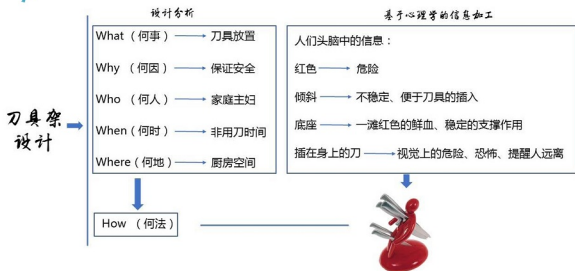 设计分析
基于心理学的信息加工
What（何事） 刀具放置
Why（何因） 保证安全
Who（何人） 家庭主妇
When（何时） 非用刀时间
Where（何地） 厨房空间
How（何法）
刀具架
设计
人们头脑中的信息：
红色 危险
倾斜 不稳定、便于刀具的插入
底座 一滩红色的鲜血、稳定的支撑作用
插在身上的刀 视觉上的危险、恐怖、提醒人远离